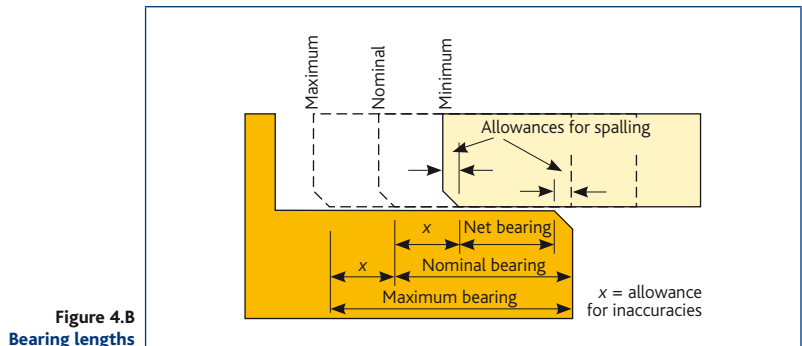 Maximum
Nominal
Minimum
Allowances for spalling
x
Net bearing
x
Nominal bearing
Maximum bearing
x = allowance
for inaccuracies
Figure 4.B
Bearing lengths